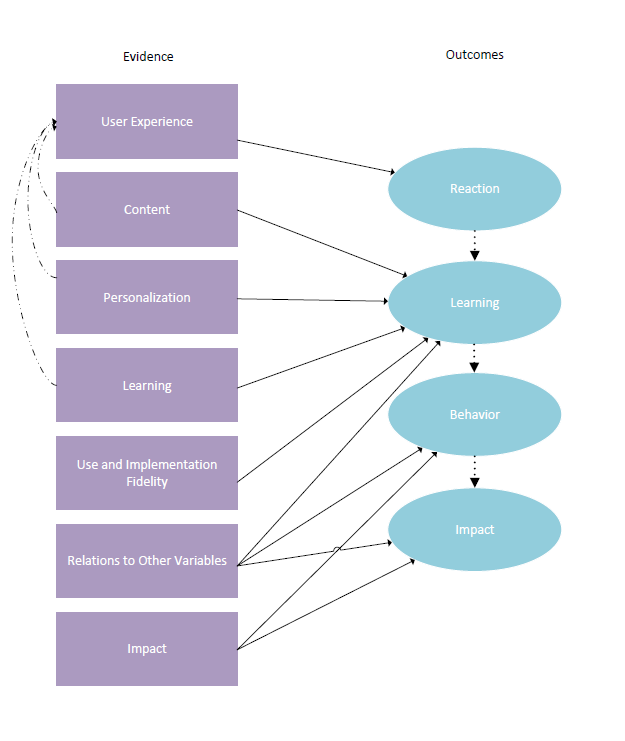 Evidence
Outcomes
User Experience
Content
Personalization
Learning
Use and Implementation
Fidelity
Relations to Other Variables
Impact
Reaction
Learning
Behavior
Impact